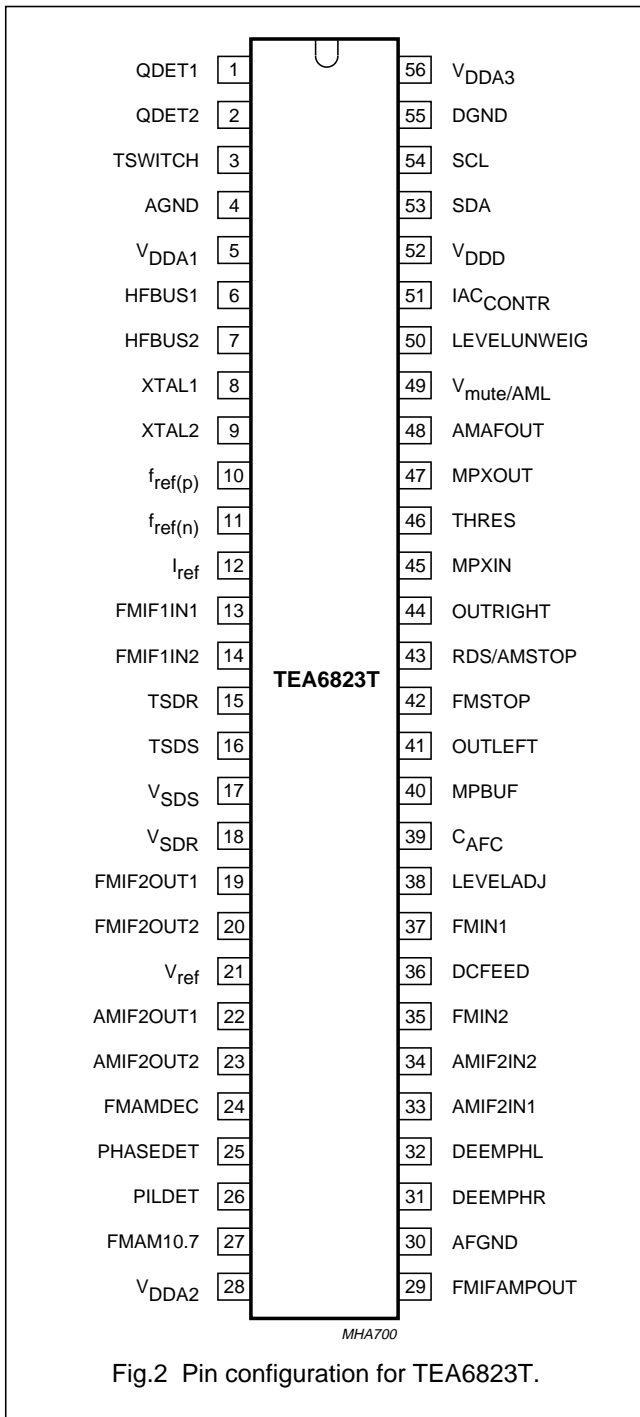 QDET1 1 56 VDDA3
QDET2 2 55 DGND
TSWITCH 3 54 SCL
AGND 4 53 SDA
VDDA1 5 52 VDDD
HFBUS1 6 51 IACCONTR
HFBUS2 7 50 LEVELUNWEIG
XTAL1 8 49 Vmute/AML
XTAL2 9 48 AMAFOUT
fref(p) 10 47 MPXOUT
fref(n) 11 46 THRES
Iref 12 45 MPXIN
FMIF1IN1 13 44 OUTRIGHT
FMIF1IN2 14 43 RDS/AMSTOP
TEA6823T
TSDR 15 42 FMSTOP
TSDS 16 41 OUTLEFT
VSDS 17 40 MPBUF
VSDR 18 39 CAFC
FMIF2OUT1 19 38 LEVELADJ
FMIF2OUT2 20 37 FMIN1
Vref 21 36 DCFEED
AMIF2OUT1 22 35 FMIN2
AMIF2OUT2 23 34 AMIF2IN2
FMAMDEC 24 33 AMIF2IN1
PHASEDET 25 32 DEEMPHL
PILDET 26 31 DEEMPHR
FMAM10.7 27 30 AFGND
VDDA2 28 29 FMIFAMPOUT
MHA700
Fig.2 Pin configuration for TEA6823T.